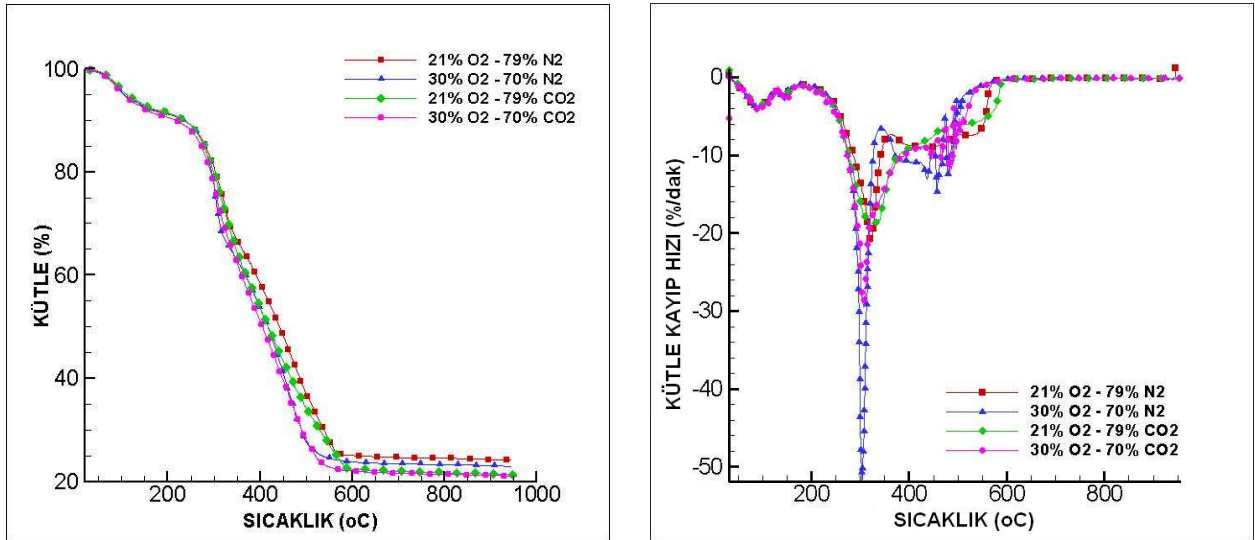 100
80
60
40
20
KÜTLE (%)
200
400
600
800
1000
SICAKLIK (oC)
21% O2 - 79% N2
30% O2 - 70% N2
21% O2 - 79% CO2
30% O2 - 70% CO2
0
-10
-20
-30
-40
-50
KÜTLE KAYIP HIZI (%/dak)
200
400
600
800
SICAKLIK (oC)
21% O2 - 79% N2
30% O2 - 70% N2
21% O2 - 79% CO2
30% O2 - 70% CO2